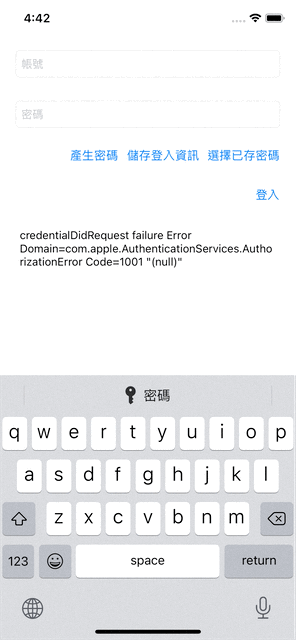 4:42
帳號
密碼
產生密碼 儲存登入資訊 選擇已存密碼
登入
credentialDidRequest failure Error
Domain=com.apple.AuthenticationServices.Autho
rizationError Code=1001 "(null)"
密碼
q w e r t y u i o p
a s d f g h j k l
z x c v b n m
123 space return